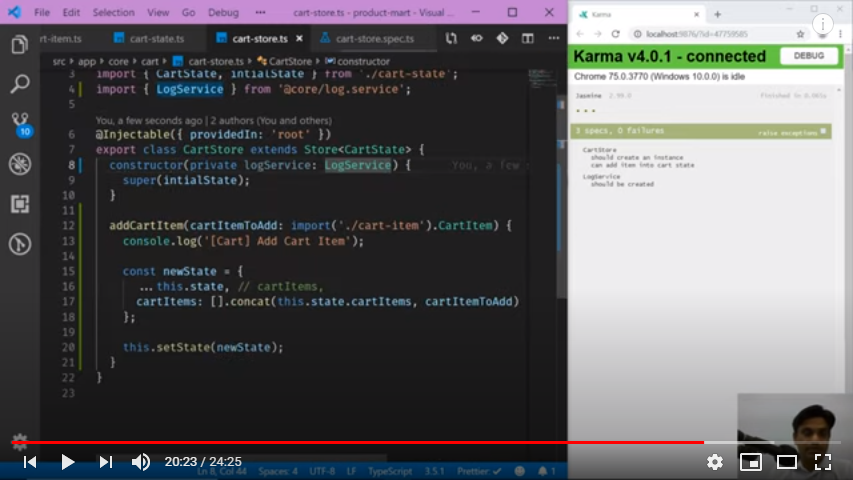 File Edit Selection View Go Debug ··· cart-store.ts - product-mart - Visual ...
rt-item.ts cart-state.ts cart-store.ts cart-store.spec.ts
src > app > core > cart > cart-store.ts > CartStore > constructor
3 import { CartState, intialState } from './cart-state';
4 import { LogService } from '@core/log.service';
5
You, a few seconds ago | 2 authors (You and others)
6 @Injectable({ providedIn: 'root' })
7 export class CartStore extends Store<CartState> {
8 constructor(private logService: LogService) { You, a few
9 super(intialState);
10 }
11
12 addCartItem(cartItemToAdd: import('./cart-item').CartItem) {
13 console.log('[Cart] Add Cart Item');
14
15 const newState = {
16 ...this.state, // cartItems,
17 cartItems: [].concat(this.state.cartItems, cartItemToAdd)
18 };
19
20 this.setState(newState);
21 }
22 }
23
10
Ln 8, Col 44 Spaces: 4 UTF-8 LF TypeScript 3.5.1 Prettier: ✓ 1
Karma
localhost:9876/?id=47759585
Karma v4.0.1 - connected
DEBUG
Chrome 75.0.3770 (Windows 10.0.0) is idle
Jasmine 2.99.0 finished in 0.061s
3 specs, 0 failures raise exceptions
CartStore
should create an instance
can add item into cart state
LogService
should be created
20:23 / 24:25